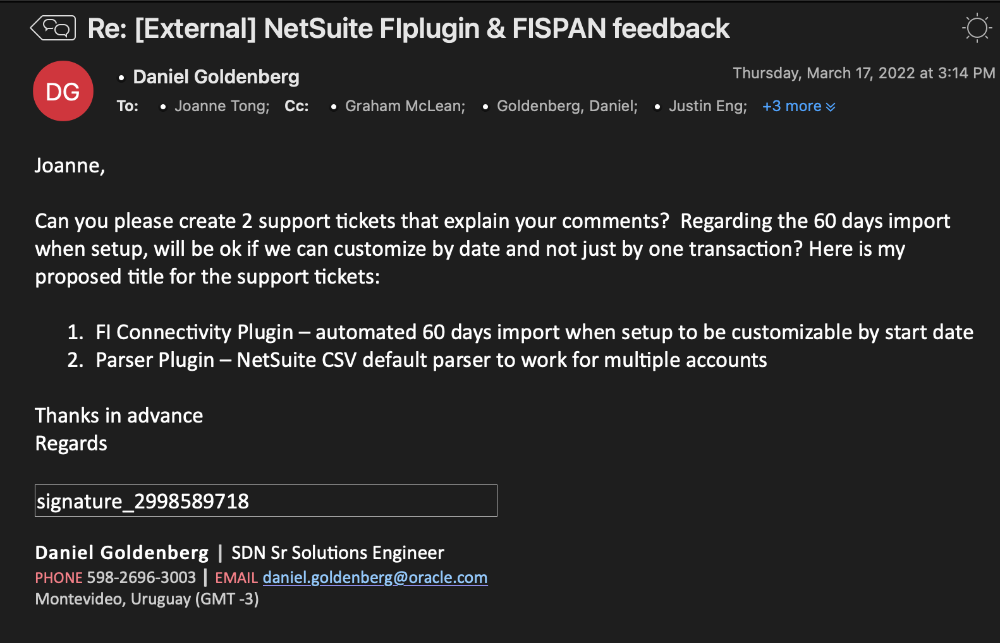 Re: [External] NetSuite FIplugin & FISPAN feedback
DG
• Daniel Goldenberg
Thursday, March 17, 2022 at 3:14 PM
To: • Joanne Tong; Cc: • Graham McLean; • Goldenberg, Daniel; • Justin Eng; +3 more
Joanne,
Can you please create 2 support tickets that explain your comments?  Regarding the 60 days import
when setup, will be ok if we can customize by date and not just by one transaction? Here is my
proposed title for the support tickets:
1. FI Connectivity Plugin – automated 60 days import when setup to be customizable by start date
2. Parser Plugin – NetSuite CSV default parser to work for multiple accounts
Thanks in advance
Regards
signature_2998589718
Daniel Goldenberg | SDN Sr Solutions Engineer
PHONE 598-2696-3003 | EMAIL daniel.goldenberg@oracle.com
Montevideo, Uruguay (GMT -3)